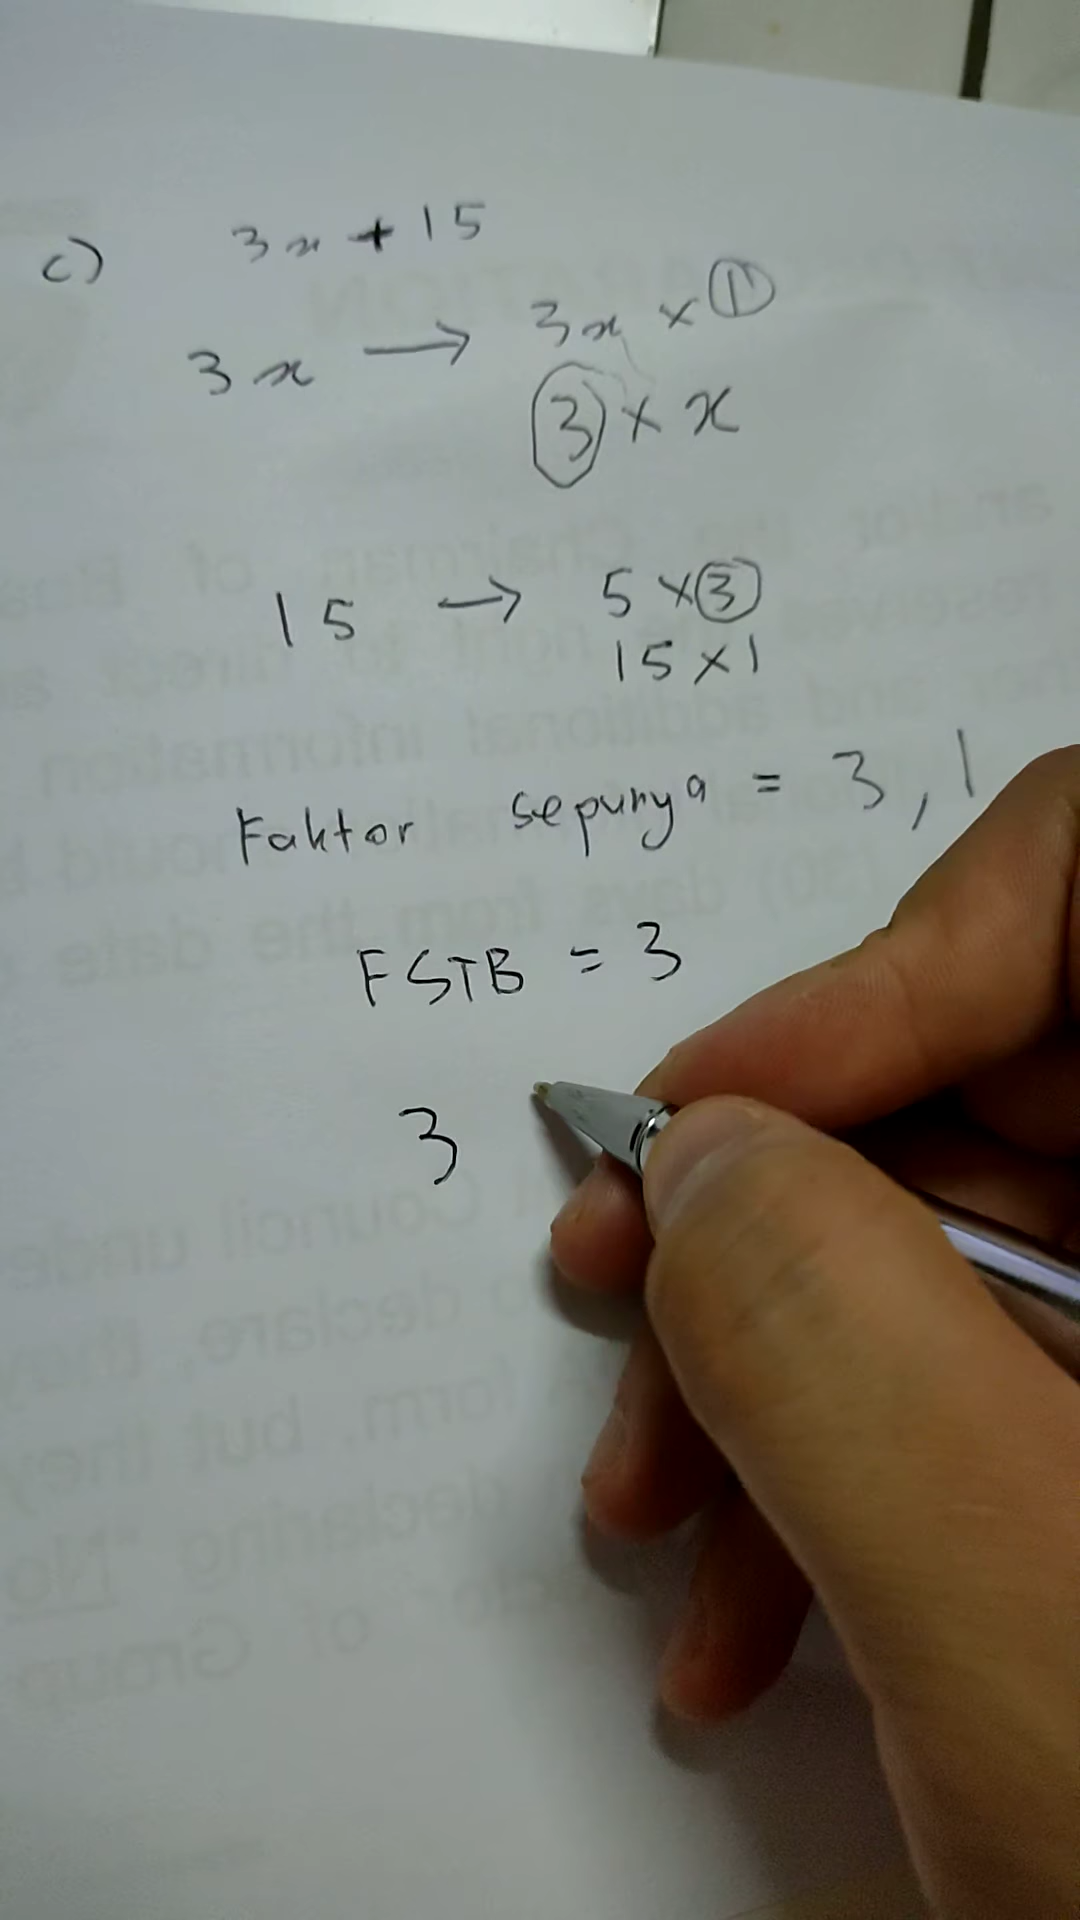 c) 3x + 15
3x → 3x × 1
3 × x
15 → 5 × 3
15 × 1
Faktor sepunya = 3, 1
FSTB = 3
3